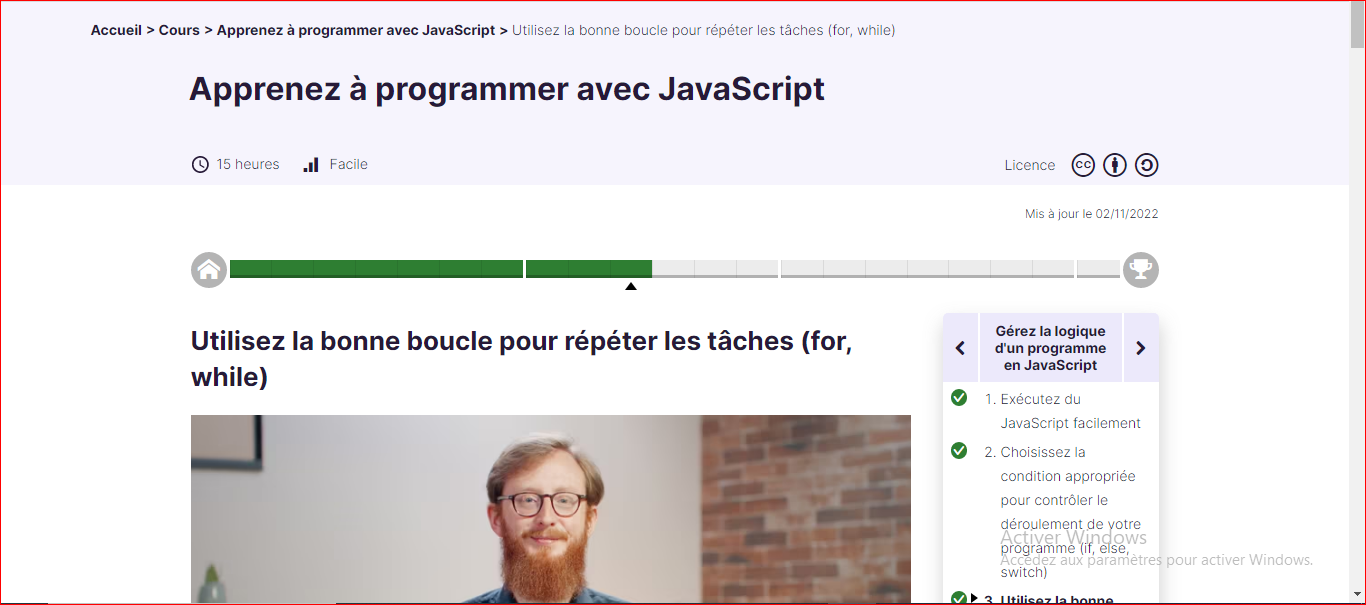 Accueil > Cours > Apprenez à programmer avec JavaScript > Utilisez la bonne boucle pour répéter les tâches (for, while)
Apprenez à programmer avec JavaScript
15 heures
Facile
Licence
CC
Mis à jour le 02/11/2022
Utilisez la bonne boucle pour répéter les tâches (for,
while)
Gérez la logique
d'un programme
en JavaScript
1. Exécutez du
JavaScript facilement
2. Choisissez la
condition appropriée
pour contrôler le
déroulement de votre
programme (if, else,
switch)
3. Utilisez la bonne
Activer Windows
Accédez aux paramètres pour activer Windows.